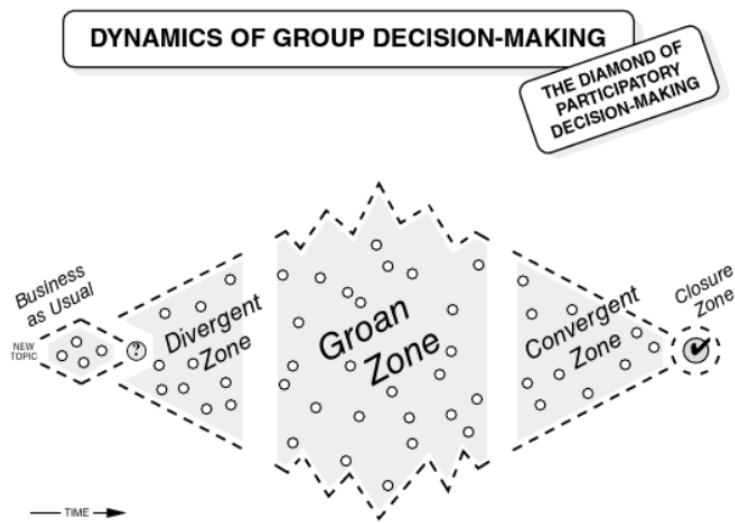 DYNAMICS OF GROUP DECISION-MAKING
THE DIAMOND OF
PARTICIPATORY
DECISION-MAKING
Business
as Usual
NEW
TOPIC
?
Divergent
Zone
Groan
Zone
Convergent
Zone
Closure
Zone
TIME